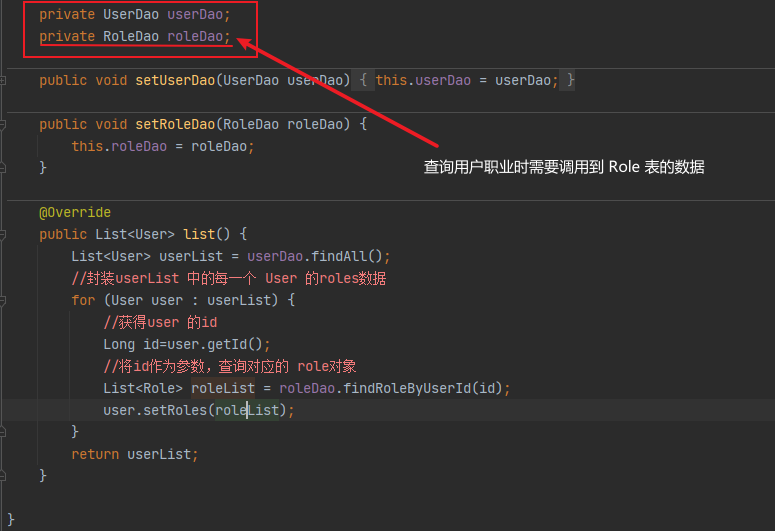 private UserDao userDao;
private RoleDao roleDao;
public void setUserDao(UserDao userDao) { this.userDao = userDao; }
public void setRoleDao(RoleDao roleDao) {
this.roleDao = roleDao;
}
查询用户职业时需要调用到 Role 表的数据
@Override
public List<User> list() {
List<User> userList = userDao.findAll();
//封装userList 中的每一个 User 的roles数据
for (User user : userList) {
//获得user 的id
Long id=user.getId();
//将id作为参数，查询对应的 role对象
List<Role> roleList = roleDao.findRoleByUserId(id);
user.setRoles(roleList);
}
return userList;
}
}